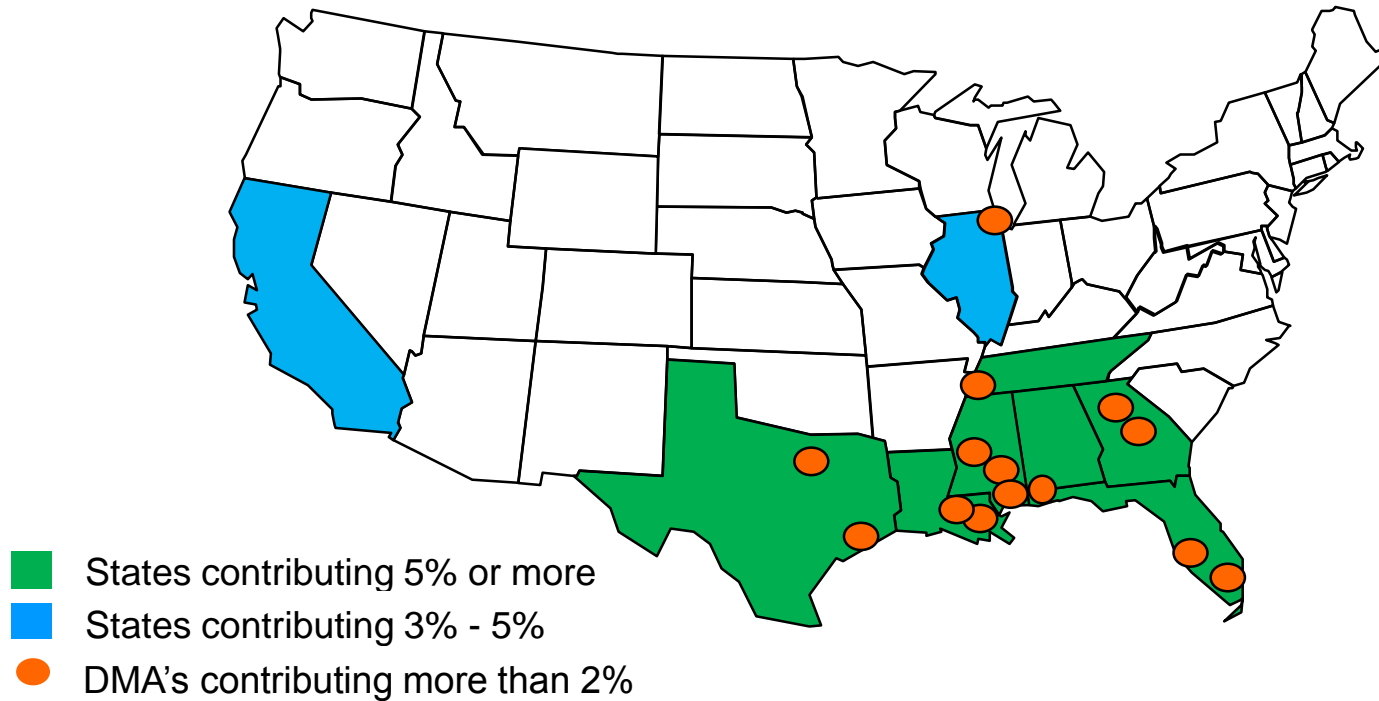 States contributing 5% or more
States contributing 3% - 5%
DMA's contributing more than 2%